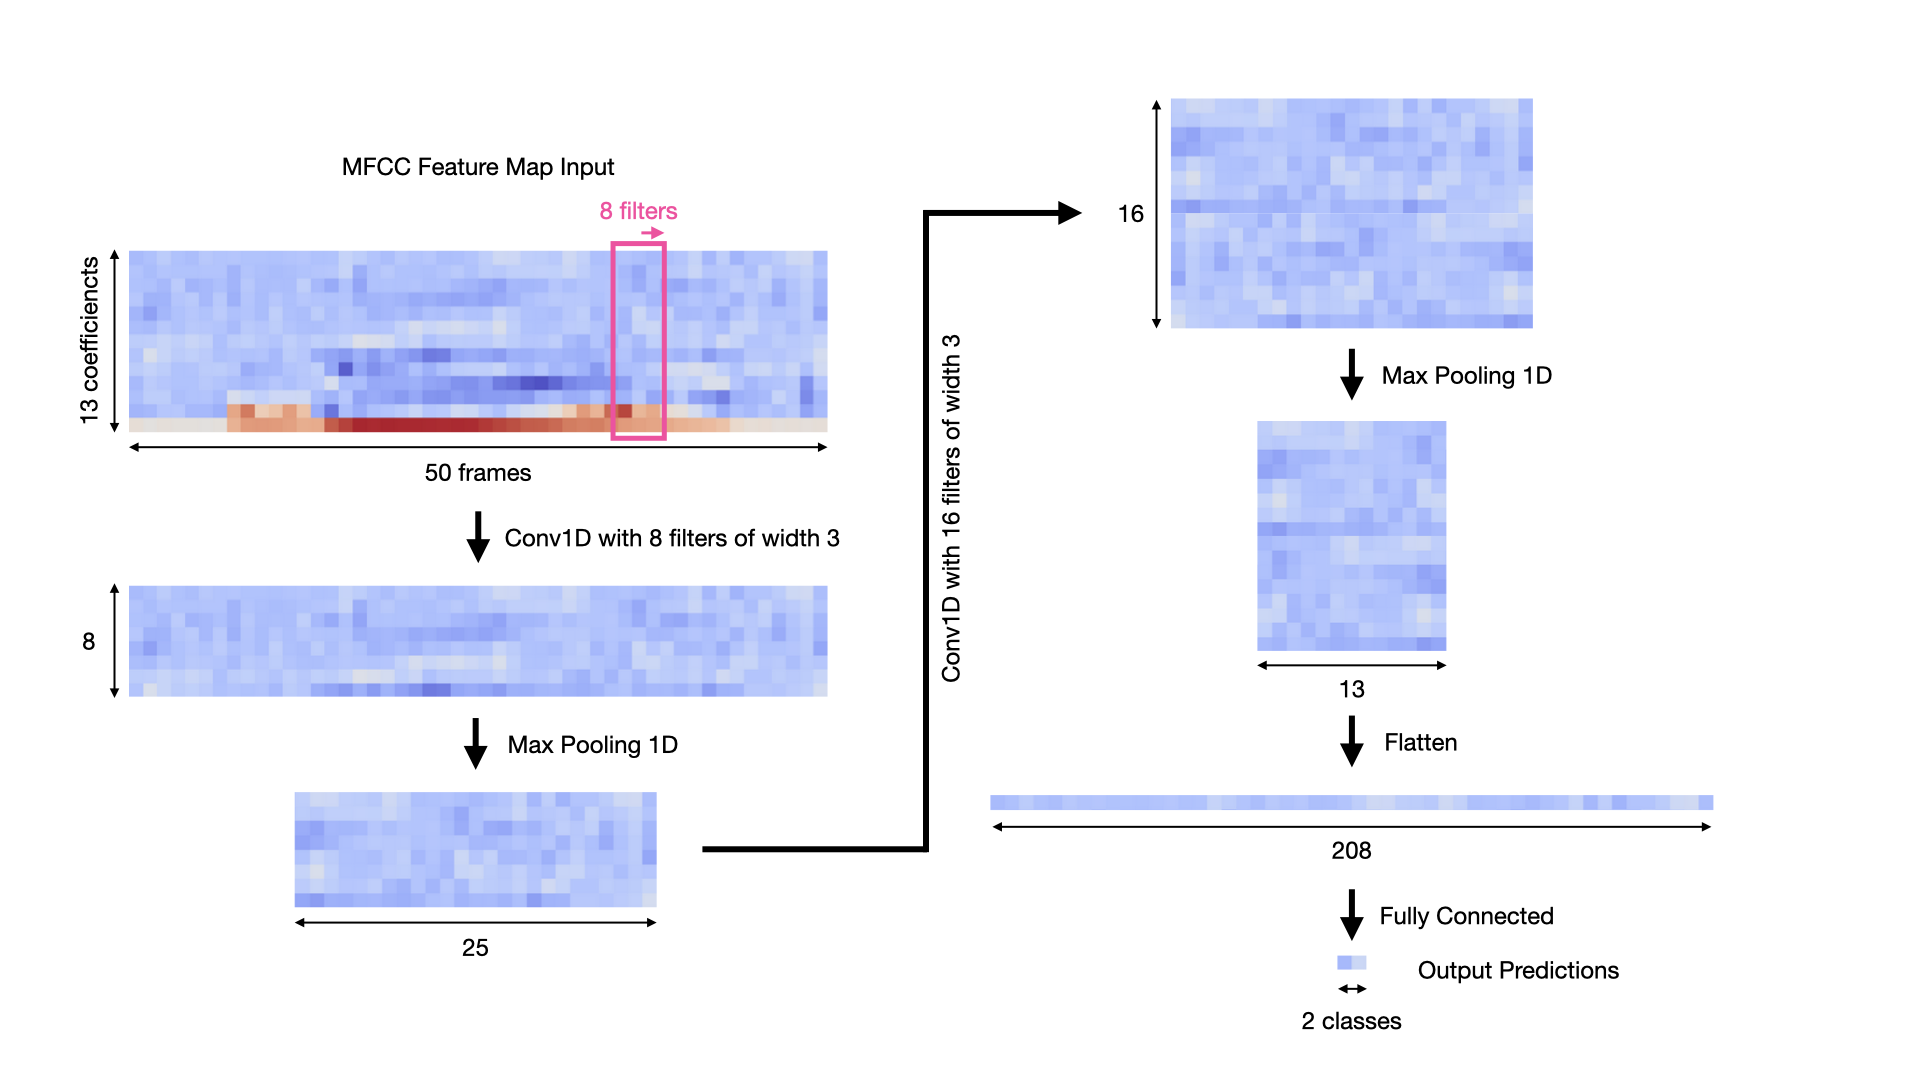 MFCC Feature Map Input
8 filters
13 coefficiencts
50 frames
Conv1D with 8 filters of width 3
8
Max Pooling 1D
25
Conv1D with 16 filters of width 3
16
Max Pooling 1D
13
Flatten
208
Fully Connected
Output Predictions
2 classes